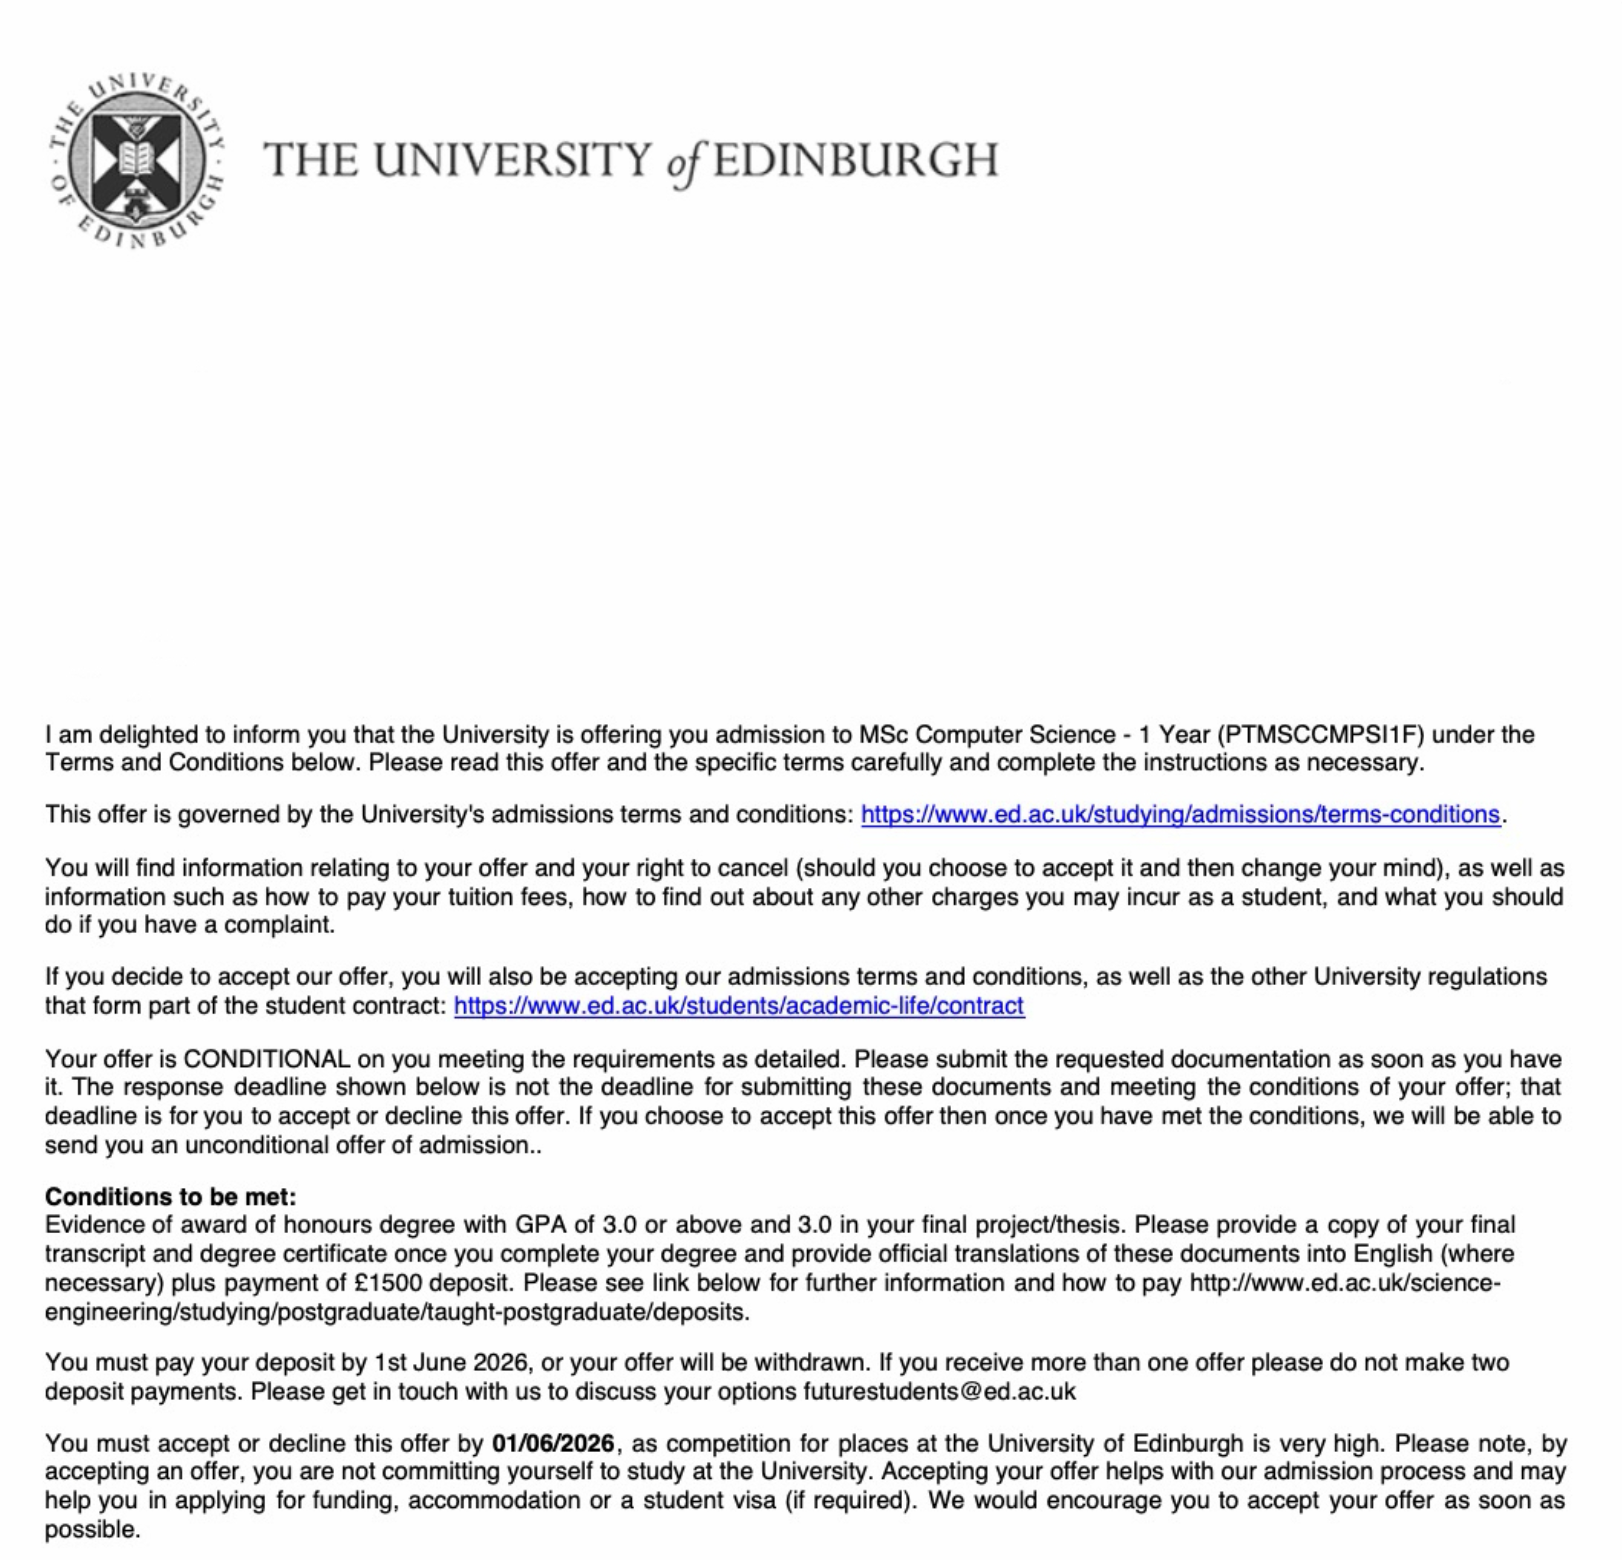 THE UNIVERSITY OF EDINBURGH
THE UNIVERSITY of EDINBURGH
I am delighted to inform you that the University is offering you admission to MSc Computer Science - 1 Year (PTMSCCMPSI1F) under the
Terms and Conditions below. Please read this offer and the specific terms carefully and complete the instructions as necessary.
This offer is governed by the University's admissions terms and conditions: https://www.ed.ac.uk/studying/admissions/terms-conditions.
You will find information relating to your offer and your right to cancel (should you choose to accept it and then change your mind), as well as
information such as how to pay your tuition fees, how to find out about any other charges you may incur as a student, and what you should
do if you have a complaint.
If you decide to accept our offer, you will also be accepting our admissions terms and conditions, as well as the other University regulations
that form part of the student contract: https://www.ed.ac.uk/students/academic-life/contract
Your offer is CONDITIONAL on you meeting the requirements as detailed. Please submit the requested documentation as soon as you have
it. The response deadline shown below is not the deadline for submitting these documents and meeting the conditions of your offer; that
deadline is for you to accept or decline this offer. If you choose to accept this offer then once you have met the conditions, we will be able to
send you an unconditional offer of admission..
Conditions to be met:
Evidence of award of honours degree with GPA of 3.0 or above and 3.0 in your final project/thesis. Please provide a copy of your final
transcript and degree certificate once you complete your degree and provide official translations of these documents into English (where
necessary) plus payment of £1500 deposit. Please see link below for further information and how to pay http://www.ed.ac.uk/science-
engineering/studying/postgraduate/taught-postgraduate/deposits.
You must pay your deposit by 1st June 2026, or your offer will be withdrawn. If you receive more than one offer please do not make two
deposit payments. Please get in touch with us to discuss your options futurestudents@ed.ac.uk
You must accept or decline this offer by 01/06/2026, as competition for places at the University of Edinburgh is very high. Please note, by
accepting an offer, you are not committing yourself to study at the University. Accepting your offer helps with our admission process and may
help you in applying for funding, accommodation or a student visa (if required). We would encourage you to accept your offer as soon as
possible.